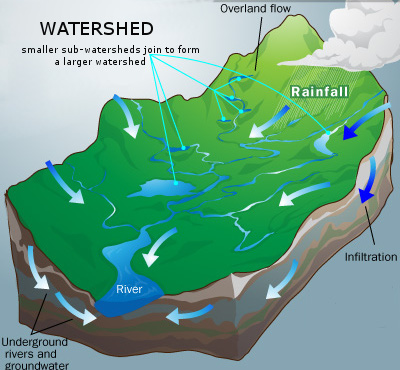 Overland flow
WATERSHED
smaller sub-watersheds join to form
a larger watershed
Rainfall
Infiltration
River
Underground
rivers and
groundwater